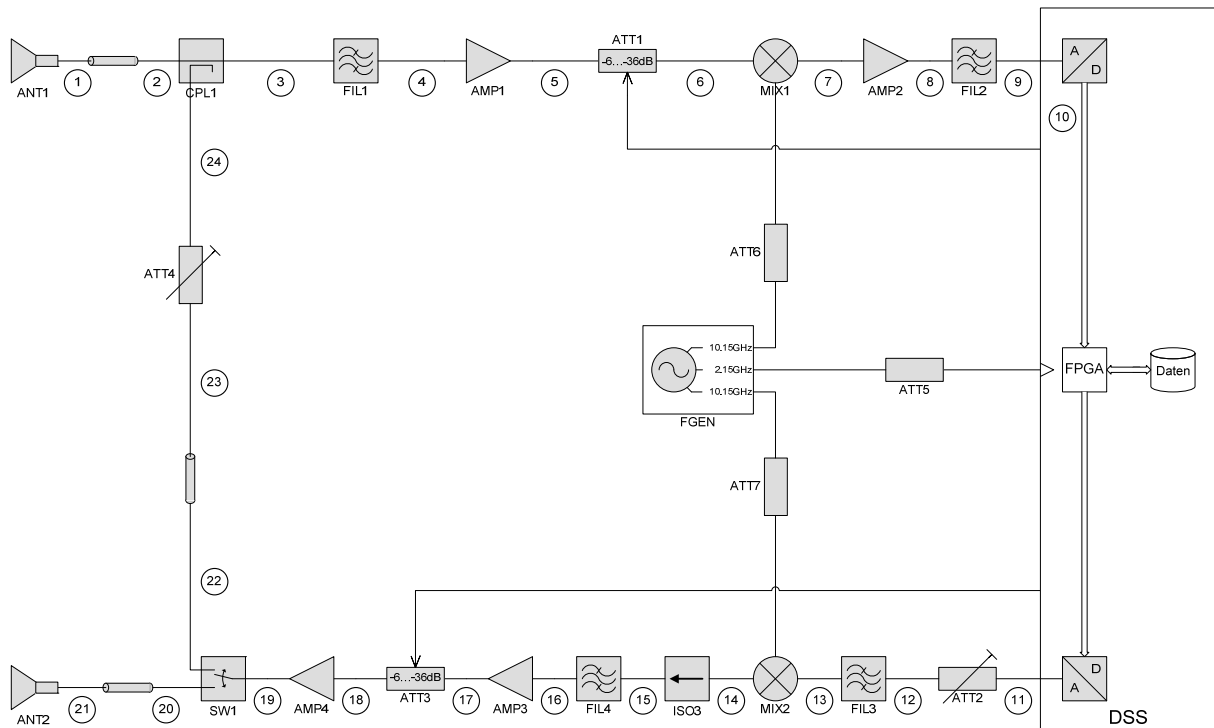 ATT1
-6...-36dB
A
D
1
2
3
4
5
6
7
8
9
ANT1
CPL1
FIL1
AMP1
MIX1
AMP2
FIL2
10
24
ATT4
ATT6
10.15GHz
2.15GHz
10.15GHz
FGEN
ATT5
FPGA
Daten
23
ATT7
22
D
A
-6...-36dB
21
20
19
18
17
16
15
14
13
12
11
ANT2
SW1
AMP4
ATT3
AMP3
FIL4
ISO3
MIX2
FIL3
ATT2
DSS